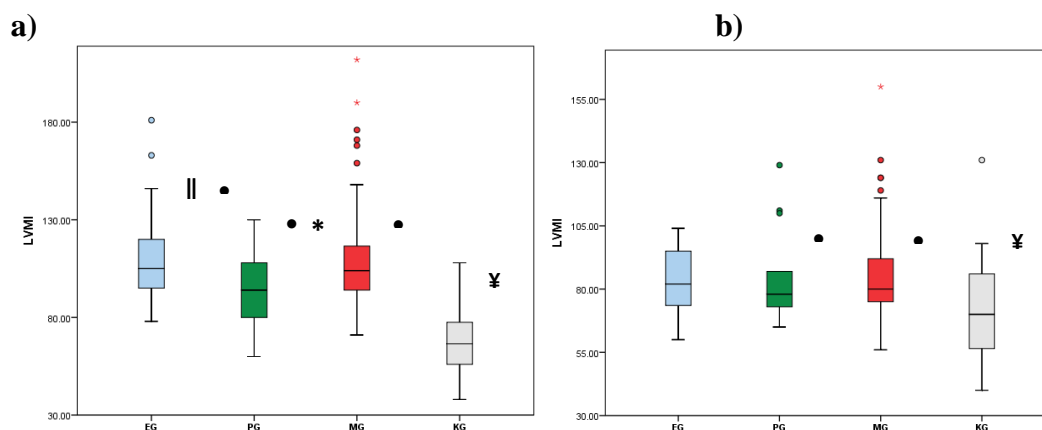 a)
LVMI
180.00
130.00
80.00
30.00
EG
PG
MG
KG
|| ●
● *
●
¥
b)
LVMI
155.00
130.00
105.00
80.00
55.00
30.00
EG
PG
MG
KG
●
●
¥